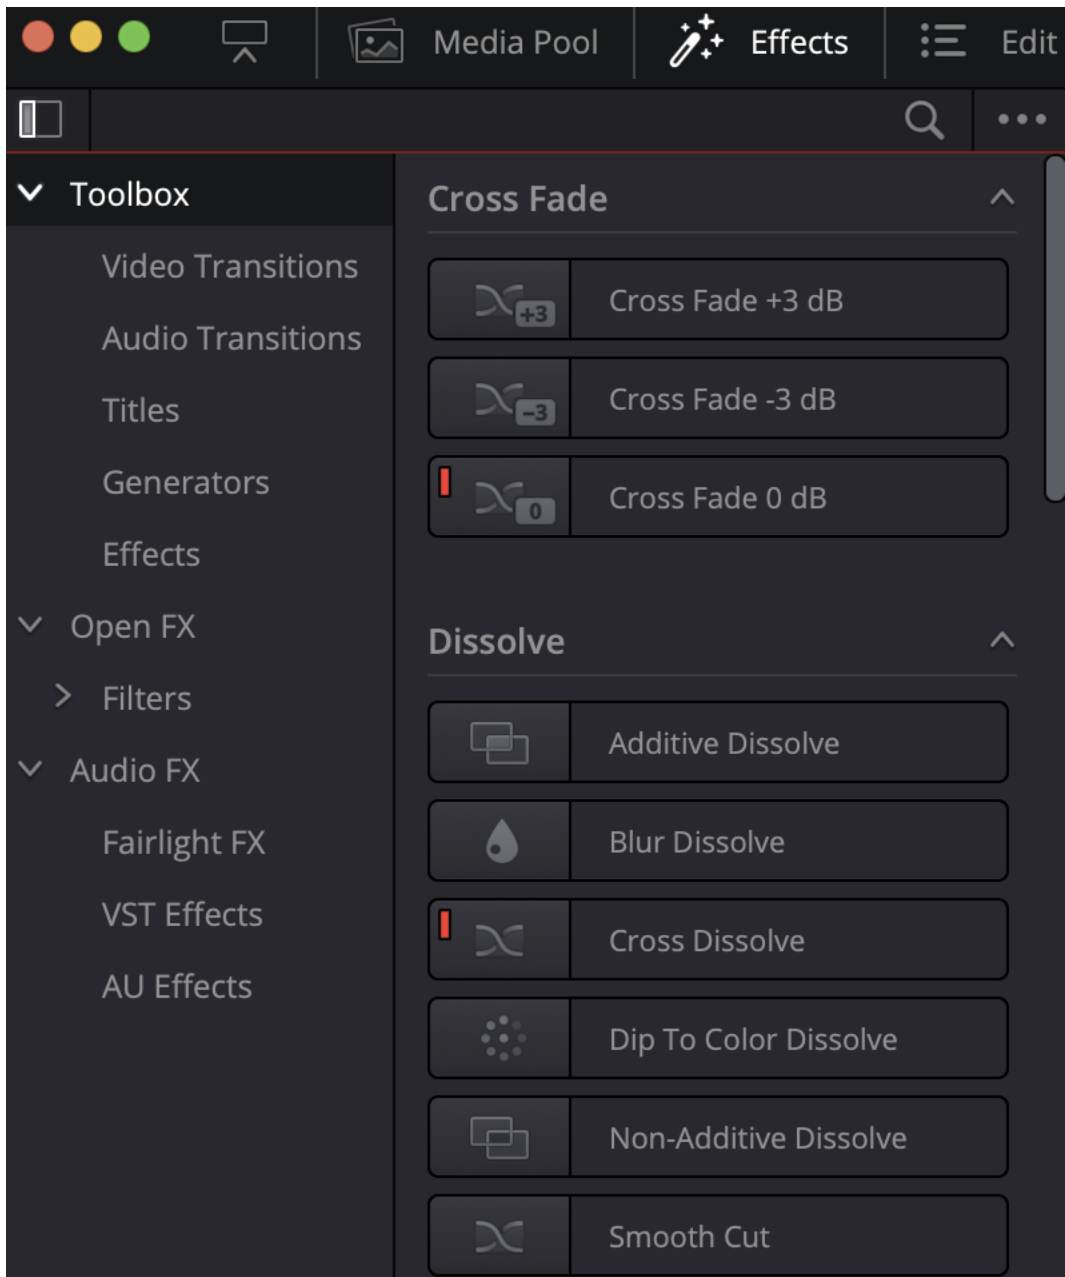 Media Pool
Effects
Edit
Toolbox
Video Transitions
Audio Transitions
Titles
Generators
Effects
Open FX
Filters
Audio FX
Fairlight FX
VST Effects
AU Effects
Cross Fade
+3
Cross Fade +3 dB
-3
Cross Fade -3 dB
0
Cross Fade 0 dB
Dissolve
Additive Dissolve
Blur Dissolve
Cross Dissolve
Dip To Color Dissolve
Non-Additive Dissolve
Smooth Cut